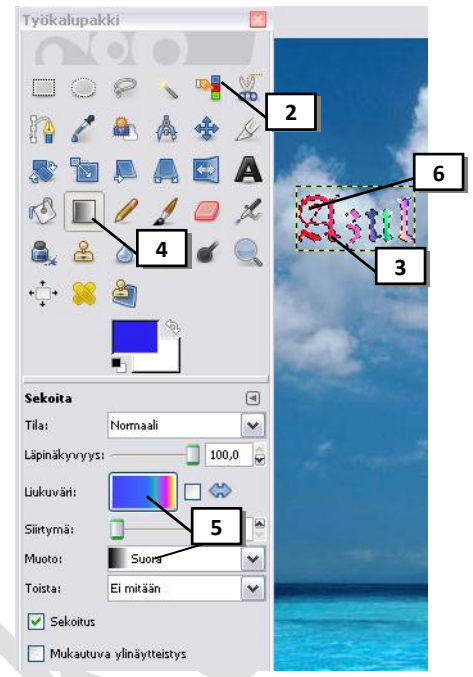 Työkalupakki
2
6
Azul
4
3
Sekoita
Tila: Normaali
Läpinäkyvyys: 100,0
Liukuväri:
5
Siirtymä:
Muoto: Suora
Toista: Ei mitään
Sekoitus
Mukautuva ylinäytteistys